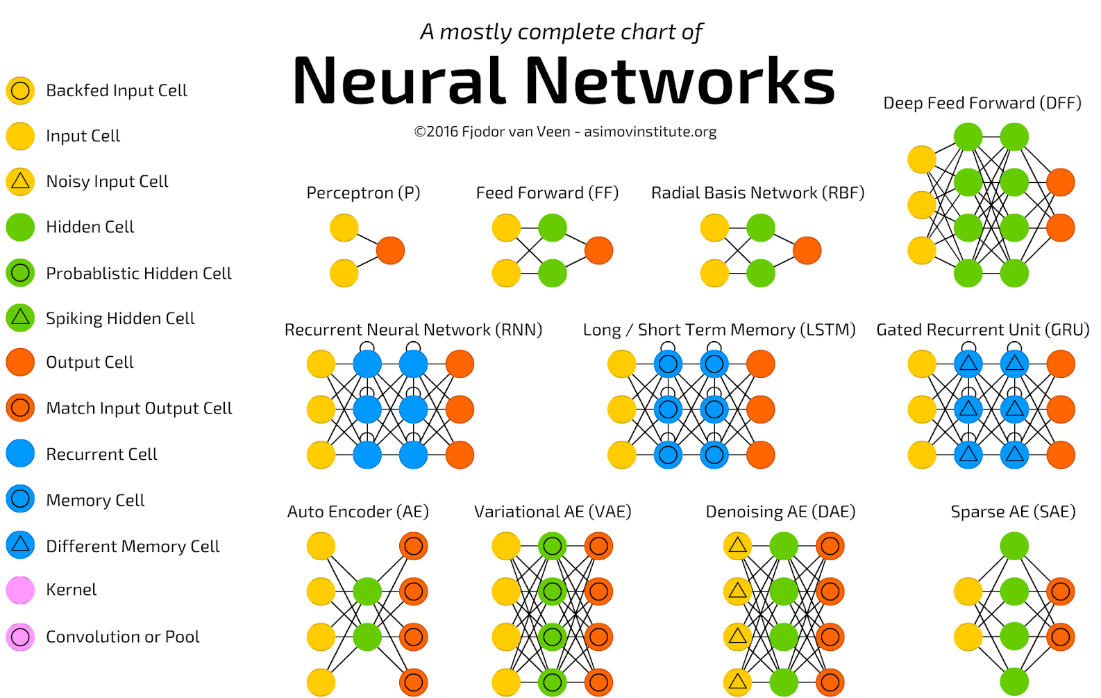 A mostly complete chart of
Neural Networks
©2016 Fjodor van Veen - asimovinstitute.org
Backfed Input Cell
Input Cell
Noisy Input Cell
Hidden Cell
Probablistic Hidden Cell
Spiking Hidden Cell
Output Cell
Match Input Output Cell
Recurrent Cell
Memory Cell
Different Memory Cell
Kernel
Convolution or Pool
Perceptron (P)
Feed Forward (FF)
Radial Basis Network (RBF)
Deep Feed Forward (DFF)
Recurrent Neural Network (RNN)
Long / Short Term Memory (LSTM)
Gated Recurrent Unit (GRU)
Auto Encoder (AE)
Variational AE (VAE)
Denoising AE (DAE)
Sparse AE (SAE)